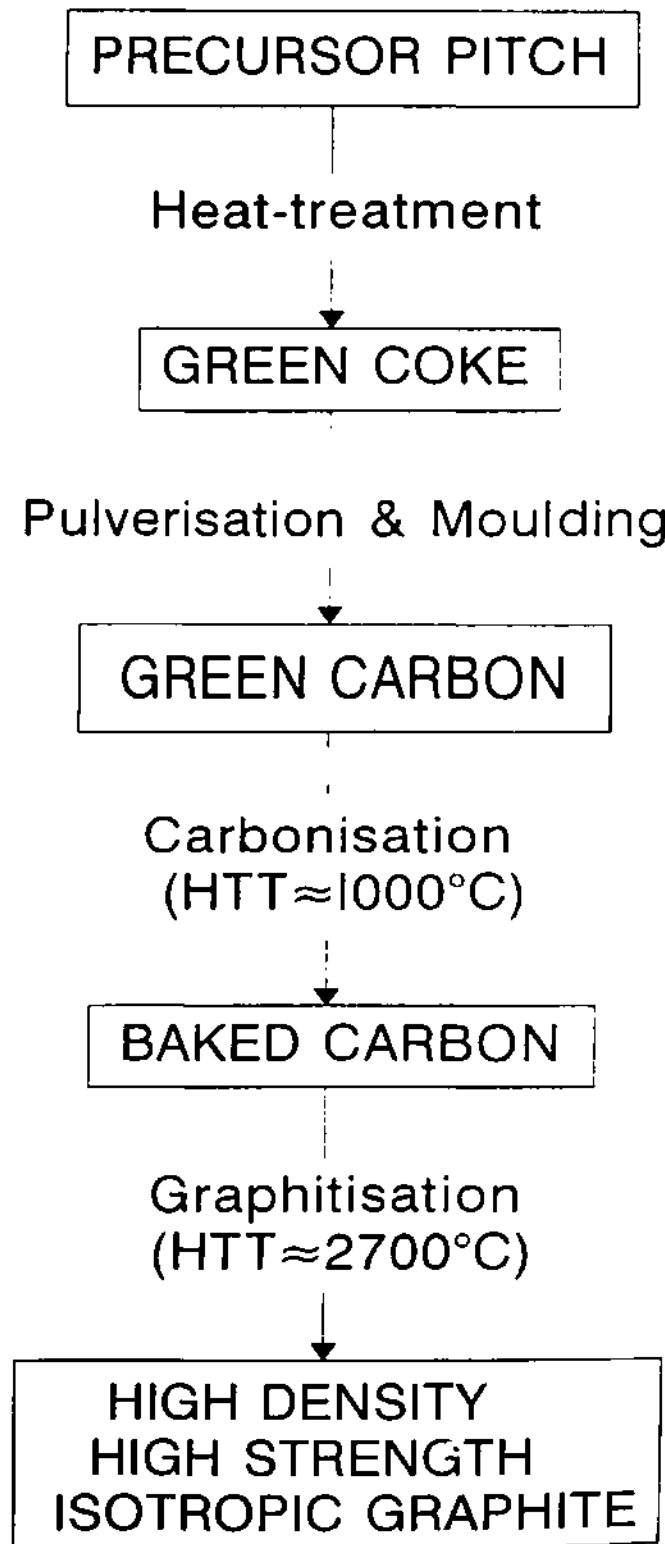 PRECURSOR PITCH
Heat-treatment
GREEN COKE
Pulverisation & Moulding
GREEN CARBON
Carbonisation
(HTT≈1000°C)
BAKED CARBON
Graphitisation
(HTT≈2700°C)
HIGH DENSITY
HIGH STRENGTH
ISOTROPIC GRAPHITE